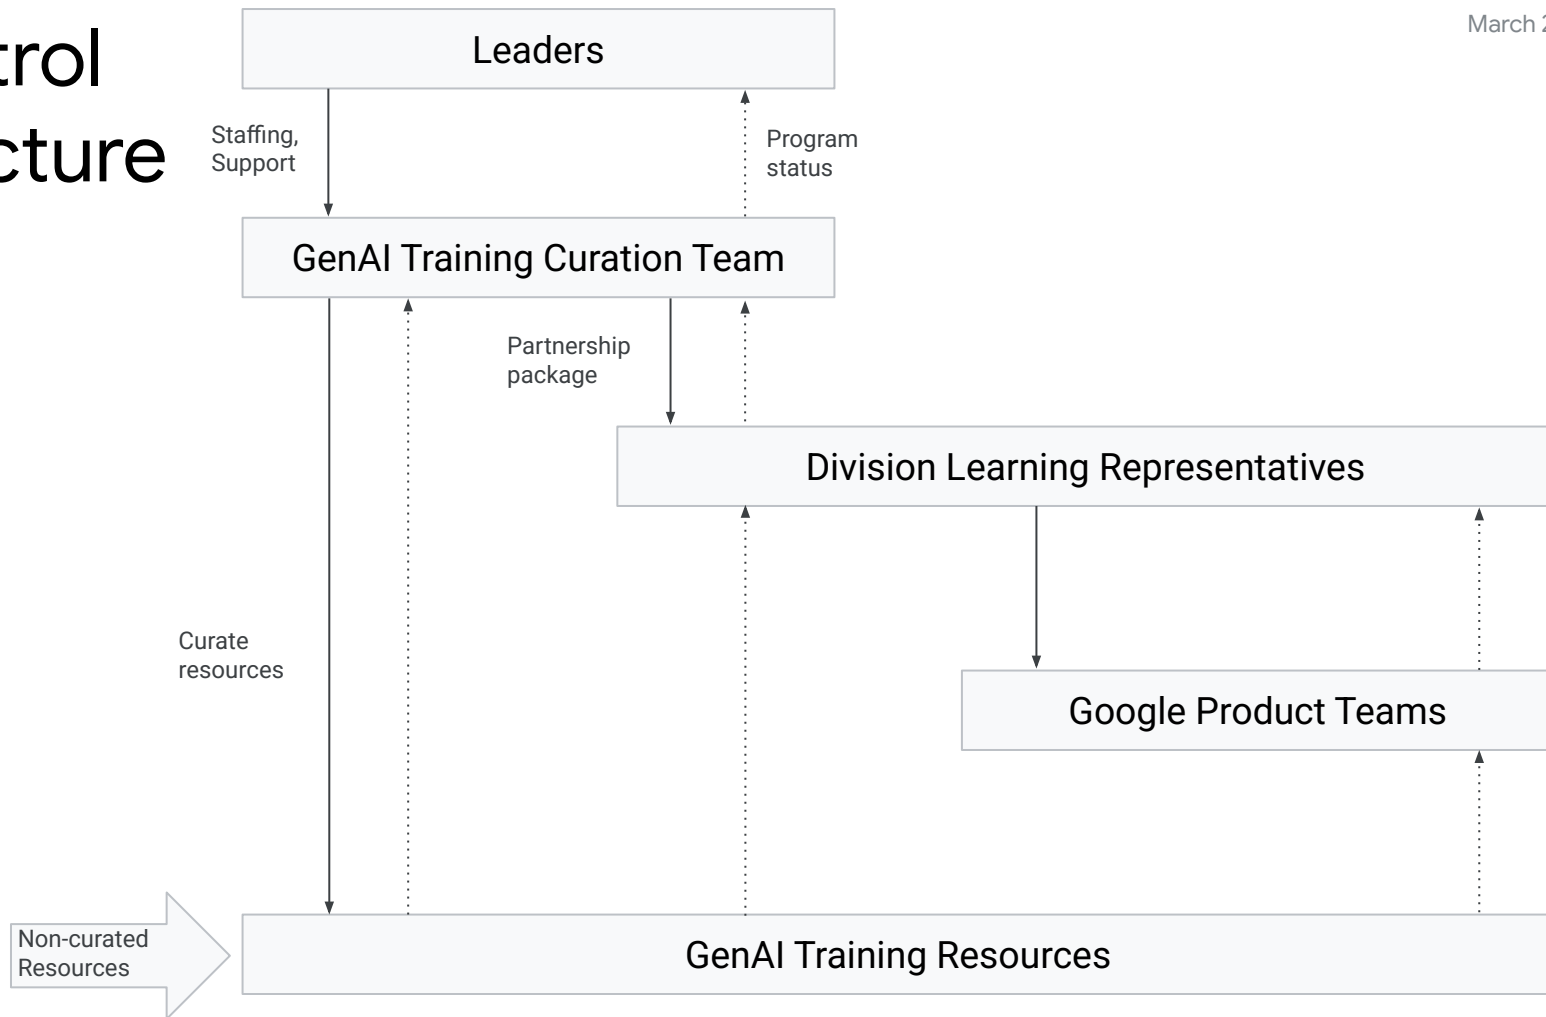 trol
cture
March 2
Leaders
Staffing,
Support
Program
status
GenAI Training Curation Team
Partnership
package
Division Learning Representatives
Curate
resources
Google Product Teams
Non-curated
Resources
GenAI Training Resources